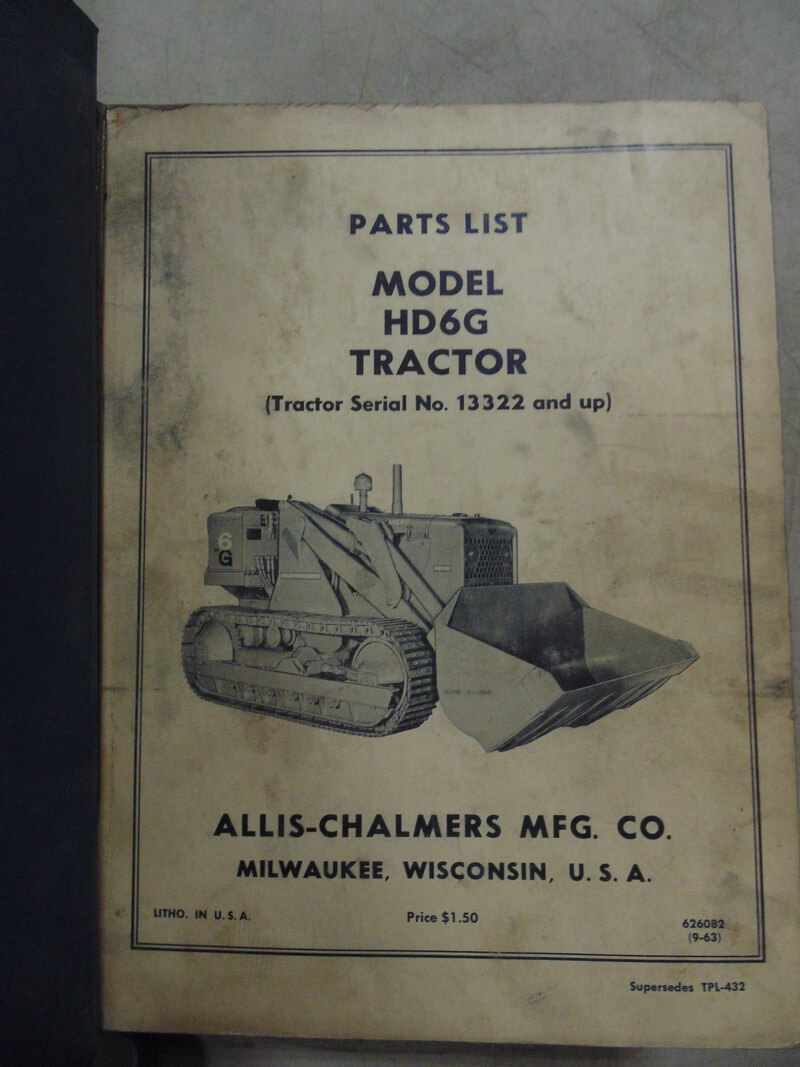 PARTS LIST
MODEL
HD6G
TRACTOR
(Tractor Serial No. 13322 and up)
6
G
ALLIS-CHALMERS MFG. CO.
MILWAUKEE, WISCONSIN, U. S. A.
LITHO. IN U. S. A.
Price $1.50
626082
(9-63)
Supersedes TPL-432